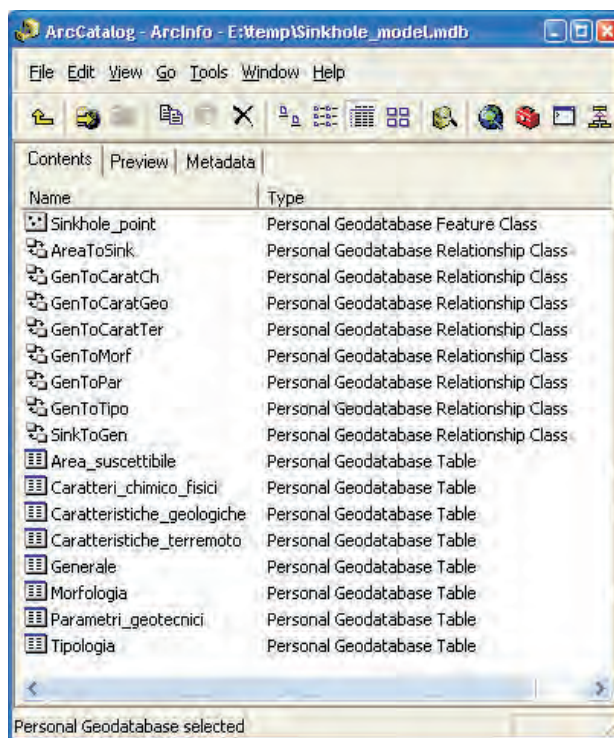 ArcCatalog - ArcInfo - E:\temp\Sinkhole_model.mdb
File Edit View Go Tools Window Help
Contents Preview Metadata
Name Type
Sinkhole_point Personal Geodatabase Feature Class
AreaToSink Personal Geodatabase Relationship Class
GenToCaratCh Personal Geodatabase Relationship Class
GenToCaratGeo Personal Geodatabase Relationship Class
GenToCaratTer Personal Geodatabase Relationship Class
GenToMorf Personal Geodatabase Relationship Class
GenToPar Personal Geodatabase Relationship Class
GenToTipo Personal Geodatabase Relationship Class
SinkToGen Personal Geodatabase Relationship Class
Area_suscettibile Personal Geodatabase Table
Caratteri_chimico_fisici Personal Geodatabase Table
Caratteristiche_geologiche Personal Geodatabase Table
Caratteristiche_terremoto Personal Geodatabase Table
Generale Personal Geodatabase Table
Morfologia Personal Geodatabase Table
Parametri_geotecnici Personal Geodatabase Table
Tipologia Personal Geodatabase Table
Personal Geodatabase selected